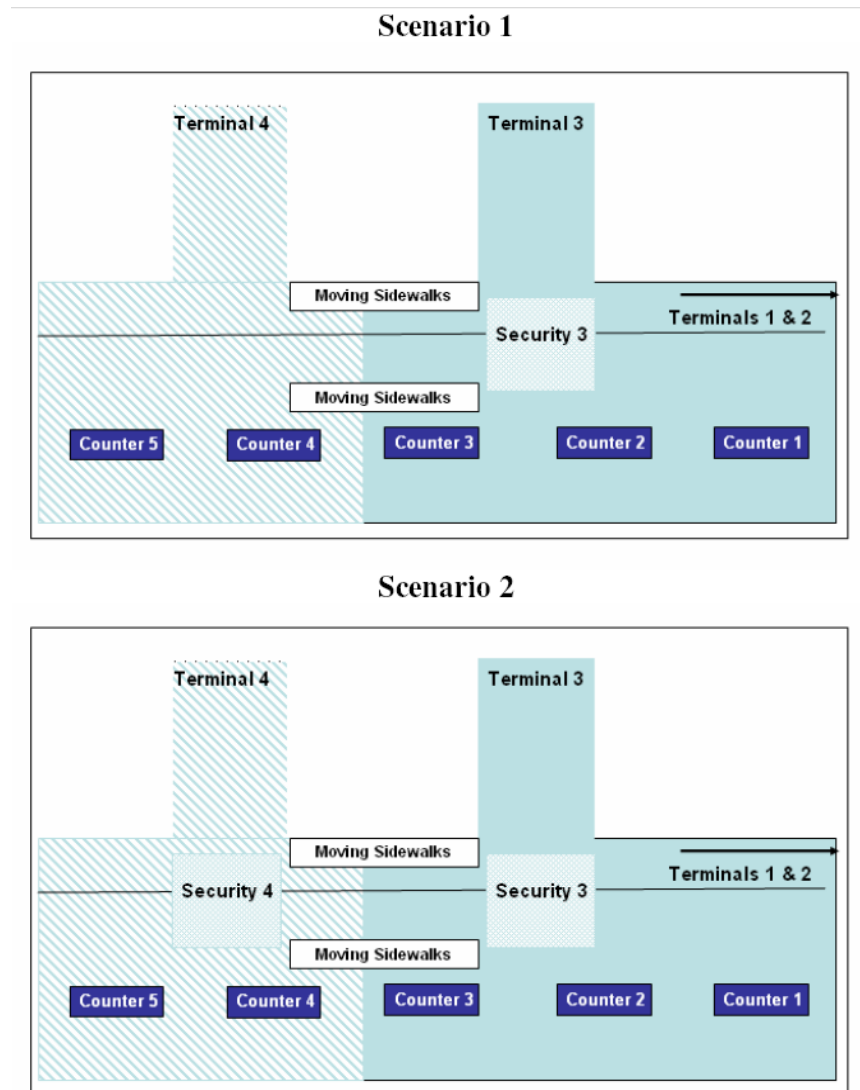 Scenario 1
Terminal 4
Terminal 3
Moving Sidewalks
Terminals 1 & 2
Security 3
Moving Sidewalks
Counter 5
Counter 4
Counter 3
Counter 2
Counter 1
Scenario 2
Terminal 4
Terminal 3
Moving Sidewalks
Terminals 1 & 2
Security 4
Security 3
Moving Sidewalks
Counter 5
Counter 4
Counter 3
Counter 2
Counter 1